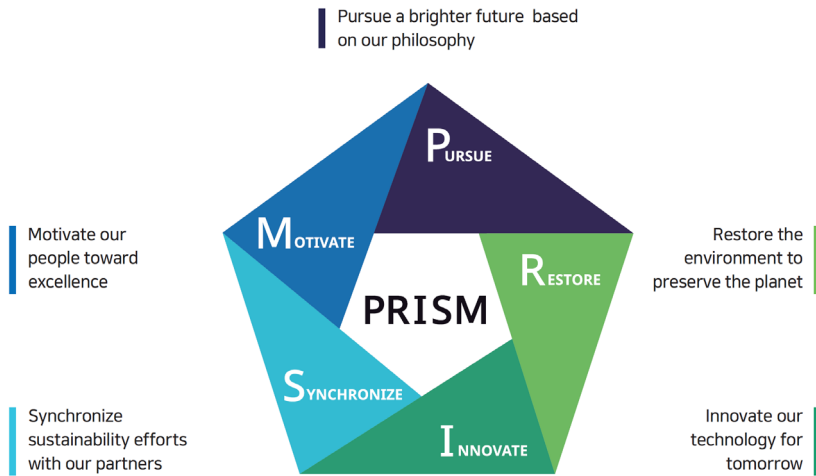 Pursue a brighter future based
on our philosophy
PURSUE
MOTIVATE
Motivate our
people toward
excellence
RESTORE
Restore the
environment to
preserve the planet
PRISM
SYNCHRONIZE
Synchronize
sustainability efforts
with our partners
INNOVATE
Innovate our
technology for
tomorrow